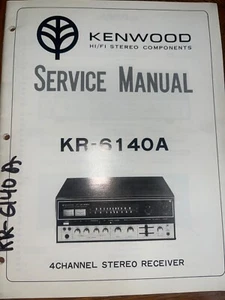 KENWOOD
HI/FI STEREO COMPONENTS
SERVICE MANUAL
KR-6140A
KR-6140A
4CHANNEL STEREO RECEIVER